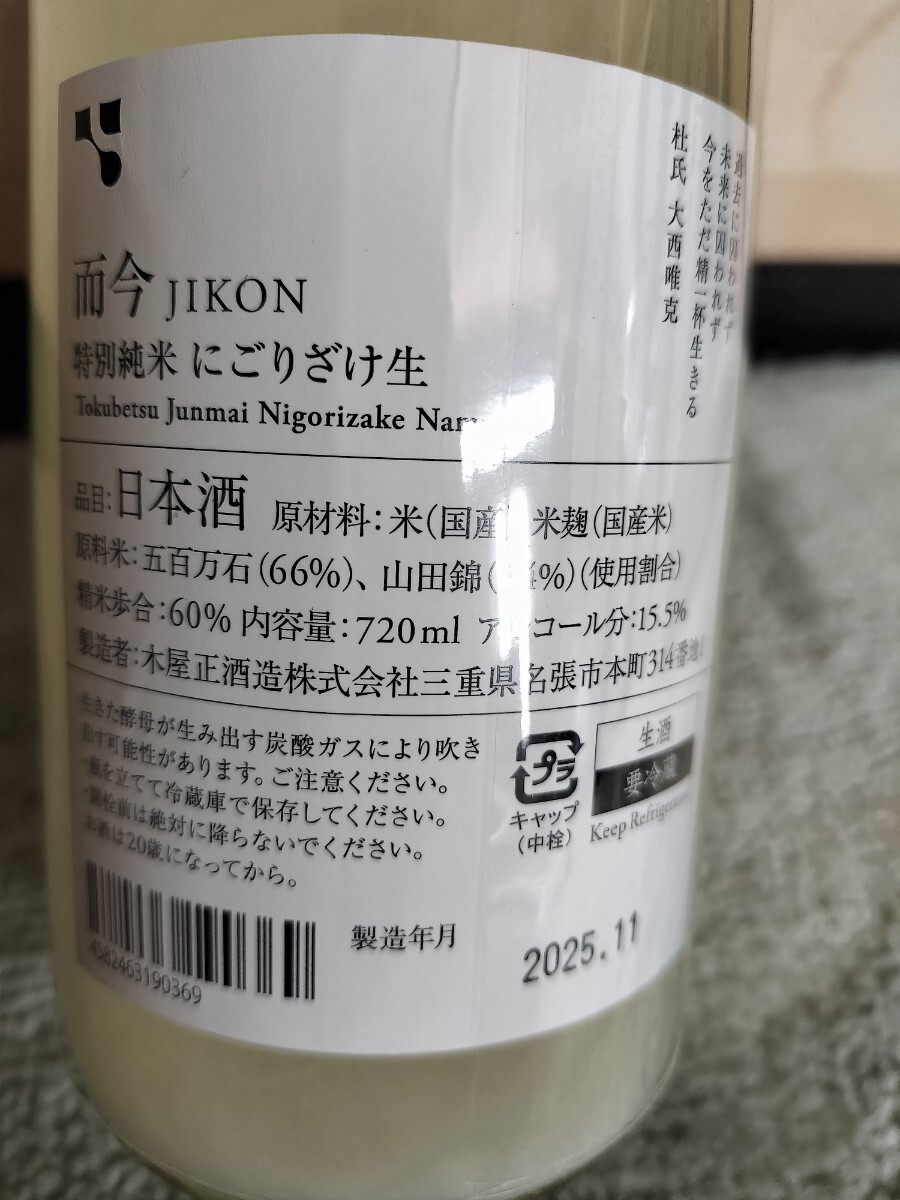 過去に囚われず
未来に囚われず
今をただ精一杯生きる
杜氏 大西唯克
而今 JIKON
特別純米 にごりざけ生
Tokubetsu Junmai Nigorizake
品目:日本酒 原材料:米(国産 米麹(国産米)
原料米:五百万石(66%)、山田錦( 4%)(使用割合)
精米歩合:60% 内容量:720ml アルコール分:15.5%
製造者:木屋正酒造株式会社三重県名張市本町314番地1
生きた酵母が生み出す炭酸ガスにより吹き
出す可能性があります。ご注意ください。
・瓶を立てて冷蔵庫で保存してください。
・開栓前は絶対に降らないでください。
お酒は20歳になってから。
プラ
キャップ
(中栓)
生酒
要冷蔵
Keep Refrigerated
4582463190369
製造年月
2025.11